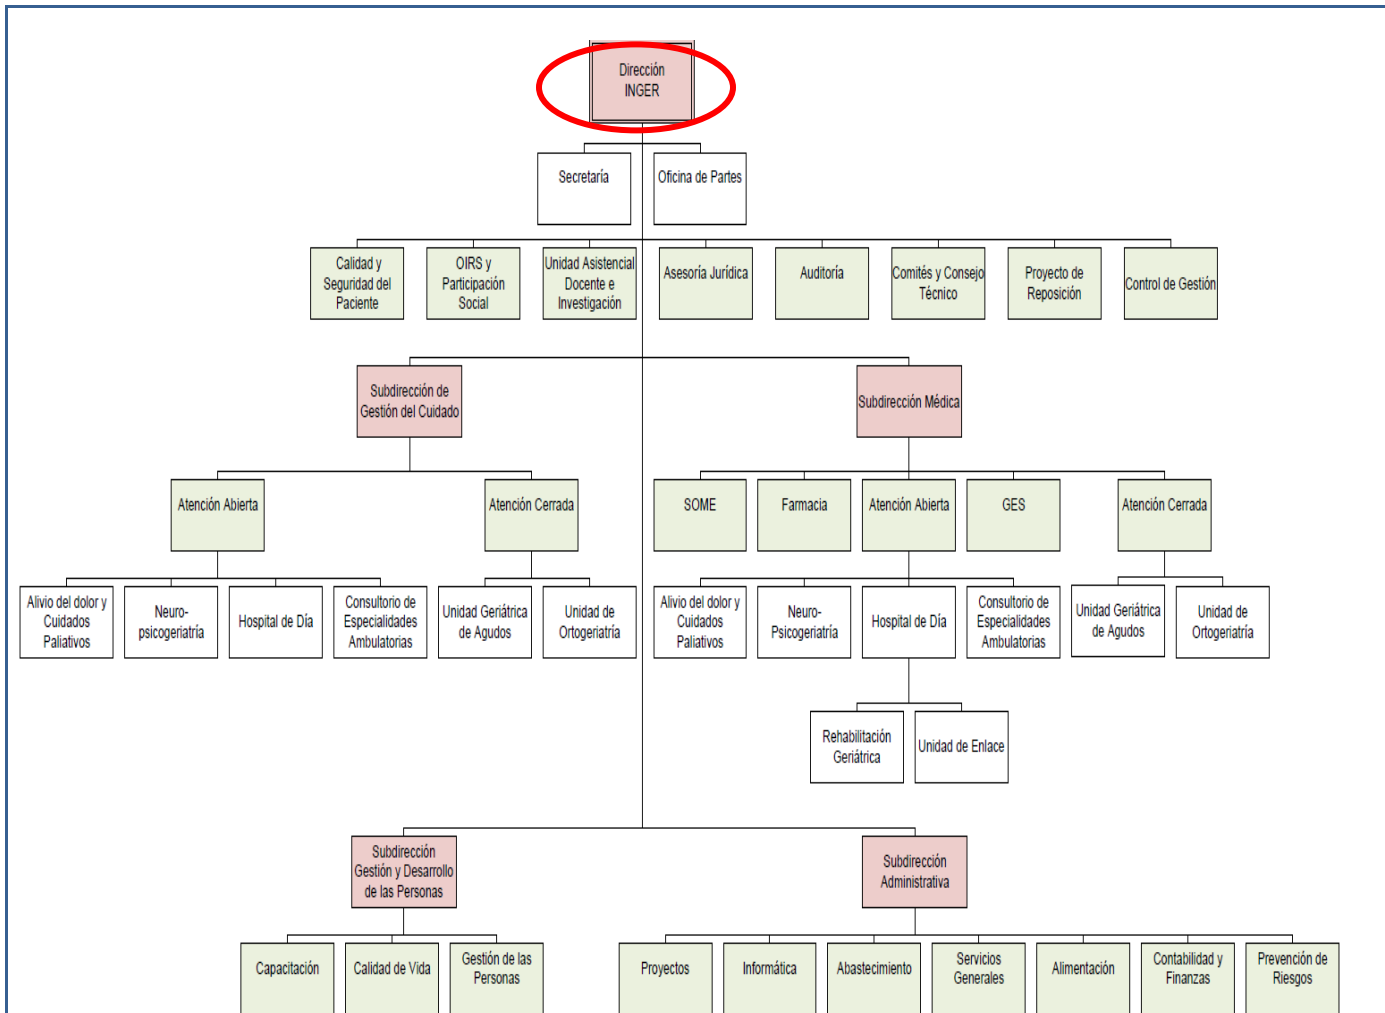 Dirección
INGER
Secretaría
Oficina de Partes
Calidad y
Seguridad del
Paciente
OIRS y
Participación
Social
Unidad Asistencial
Docente e
Investigación
Asesoría Jurídica
Auditoría
Comités y Consejo
Técnico
Proyecto de
Reposición
Control de Gestión
Subdirección de
Gestión del Cuidado
Subdirección Médica
Atención Abierta
Atención Cerrada
SOME
Farmacia
Atención Abierta
GES
Atención Cerrada
Alivio del dolor y
Cuidados
Paliativos
Neuro-
psicogeriatría
Hospital de Día
Consultorio de
Especialidades
Ambulatorias
Unidad Geriátrica
de Agudos
Unidad de
Ortogeriatría
Alivio del dolor y
Cuidados
Paliativos
Neuro-
Psicogeriatría
Hospital de Día
Consultorio de
Especialidades
Ambulatorias
Unidad Geriátrica
de Agudos
Unidad de
Ortogeriatría
Rehabilitación
Geriátrica
Unidad de Enlace
Subdirección
Gestión y Desarrollo
de las Personas
Subdirección
Administrativa
Capacitación
Calidad de Vida
Gestión de las
Personas
Proyectos
Informática
Abastecimiento
Servicios
Generales
Alimentación
Contabilidad y
Finanzas
Prevención de
Riesgos